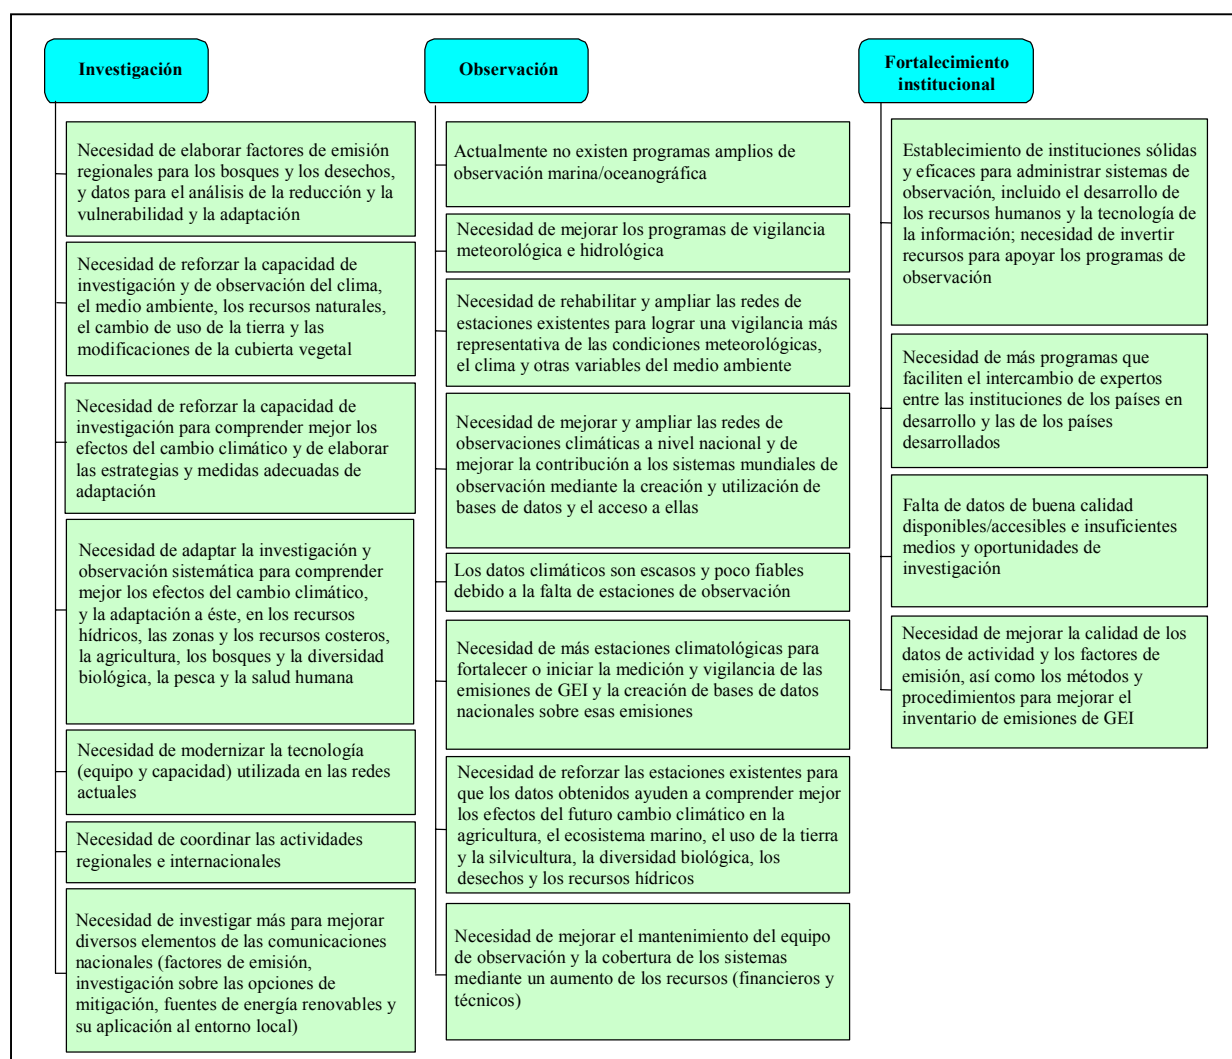 Investigación
Necesidad de elaborar factores de emisión
regionales para los bosques y los desechos,
y datos para el análisis de la reducción y la
vulnerabilidad y la adaptación
Necesidad de reforzar la capacidad de
investigación y de observación del clima,
el medio ambiente, los recursos naturales,
el cambio de uso de la tierra y las
modificaciones de la cubierta vegetal
Necesidad de reforzar la capacidad de
investigación para comprender mejor los
efectos del cambio climático y de elaborar
las estrategias y medidas adecuadas de
adaptación
Necesidad de adaptar la investigación y
observación sistemática para comprender
mejor los efectos del cambio climático,
y la adaptación a éste, en los recursos
hídricos, las zonas y los recursos costeros,
la agricultura, los bosques y la diversidad
biológica, la pesca y la salud humana
Necesidad de modernizar la tecnología
(equipo y capacidad) utilizada en las redes
actuales
Necesidad de coordinar las actividades
regionales e internacionales
Necesidad de investigar más para mejorar
diversos elementos de las comunicaciones
nacionales (factores de emisión,
investigación sobre las opciones de
mitigación, fuentes de energía renovables y
su aplicación al entorno local)
Observación
Actualmente no existen programas amplios de
observación marina/oceanográfica
Necesidad de mejorar los programas de vigilancia
meteorológica e hidrológica
Necesidad de rehabilitar y ampliar las redes de
estaciones existentes para lograr una vigilancia más
representativa de las condiciones meteorológicas,
el clima y otras variables del medio ambiente
Necesidad de mejorar y ampliar las redes de
observaciones climáticas a nivel nacional y de
mejorar la contribución a los sistemas mundiales de
observación mediante la creación y utilización de
bases de datos y el acceso a ellas
Los datos climáticos son escasos y poco fiables
debido a la falta de estaciones de observación
Necesidad de más estaciones climatológicas para
fortalecer o iniciar la medición y vigilancia de las
emisiones de GEI y la creación de bases de datos
nacionales sobre esas emisiones
Necesidad de reforzar las estaciones existentes para
que los datos obtenidos ayuden a comprender mejor
los efectos del futuro cambio climático en la
agricultura, el ecosistema marino, el uso de la tierra
y la silvicultura, la diversidad biológica, los
desechos y los recursos hídricos
Necesidad de mejorar el mantenimiento del equipo
de observación y la cobertura de los sistemas
mediante un aumento de los recursos (financieros y
técnicos)
Fortalecimiento
institucional
Establecimiento de instituciones sólidas
y eficaces para administrar sistemas de
observación, incluido el desarrollo de
los recursos humanos y la tecnología de
la información; necesidad de invertir
recursos para apoyar los programas de
observación
Necesidad de más programas que
faciliten el intercambio de expertos
entre las instituciones de los países en
desarrollo y las de los países
desarrollados
Falta de datos de buena calidad
disponibles/accesibles e insuficientes
medios y oportunidades de
investigación
Necesidad de mejorar la calidad de los
datos de actividad y los factores de
emisión, así como los métodos y
procedimientos para mejorar el
inventario de emisiones de GEI